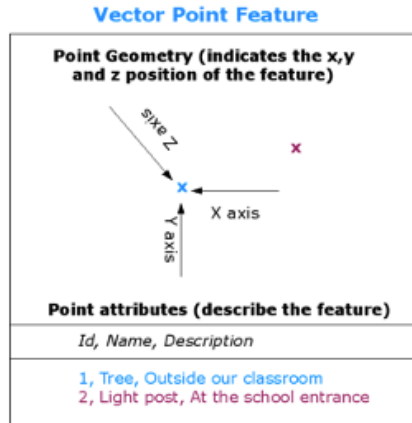 Vector Point Feature
Point Geometry (indicates the x,y
and z position of the feature)
Z axis
x
x
X axis
Y axis
Point attributes (describe the feature)
Id, Name, Description
1, Tree, Outside our classroom
2, Light post, At the school entrance